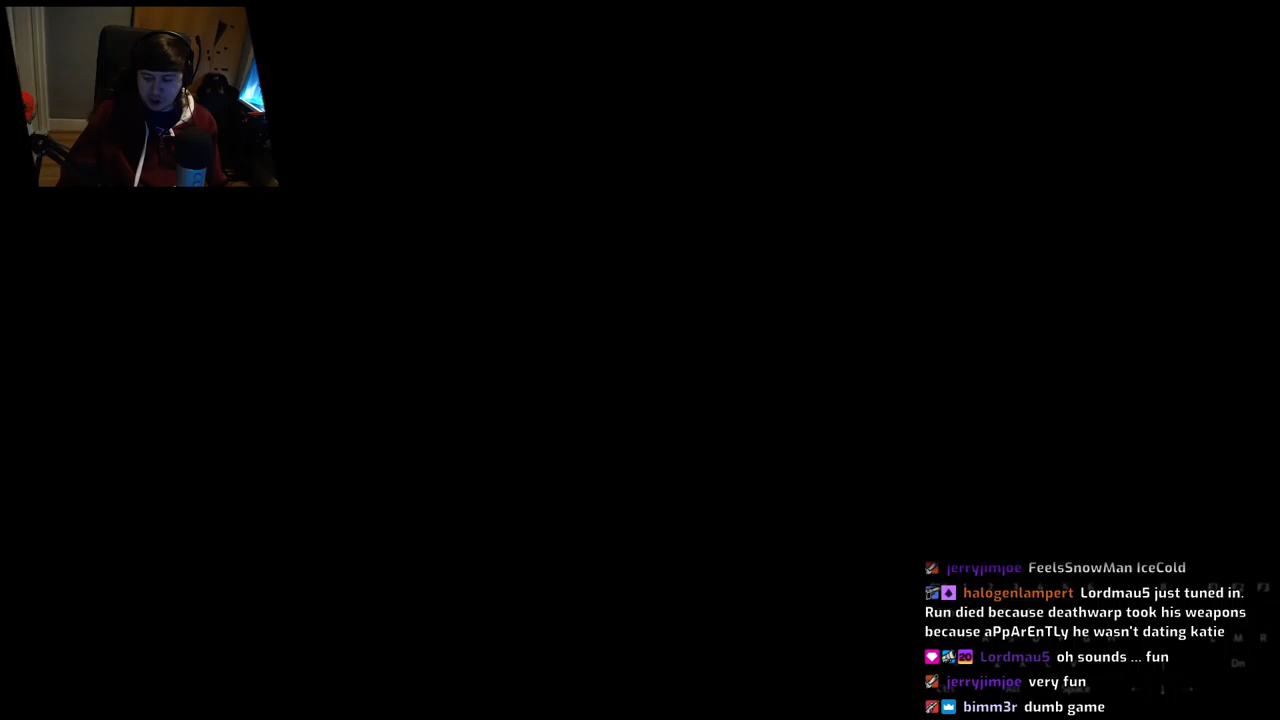 jerryjimjoe FeelsSnowMan IceCold
halogenlampert Lordmau5 just tuned in.
Run died because deathwarp took his weapons
because aPpArEnTLy he wasn't dating katie
Lordmau5 oh sounds ... fun
jerryjimjoe very fun
bimm3r dumb game